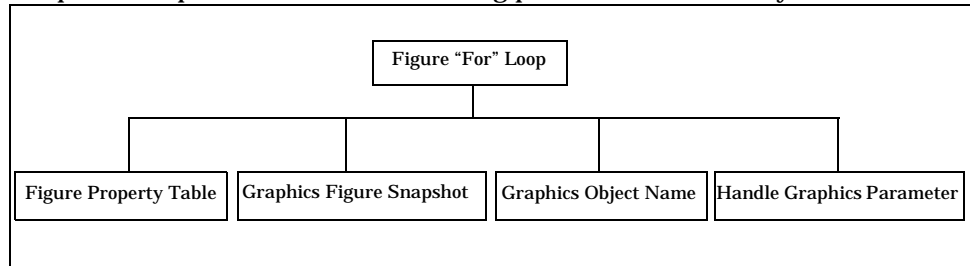 Figure “For” Loop
Figure Property Table
Graphics Figure Snapshot
Graphics Object Name
Handle Graphics Parameter